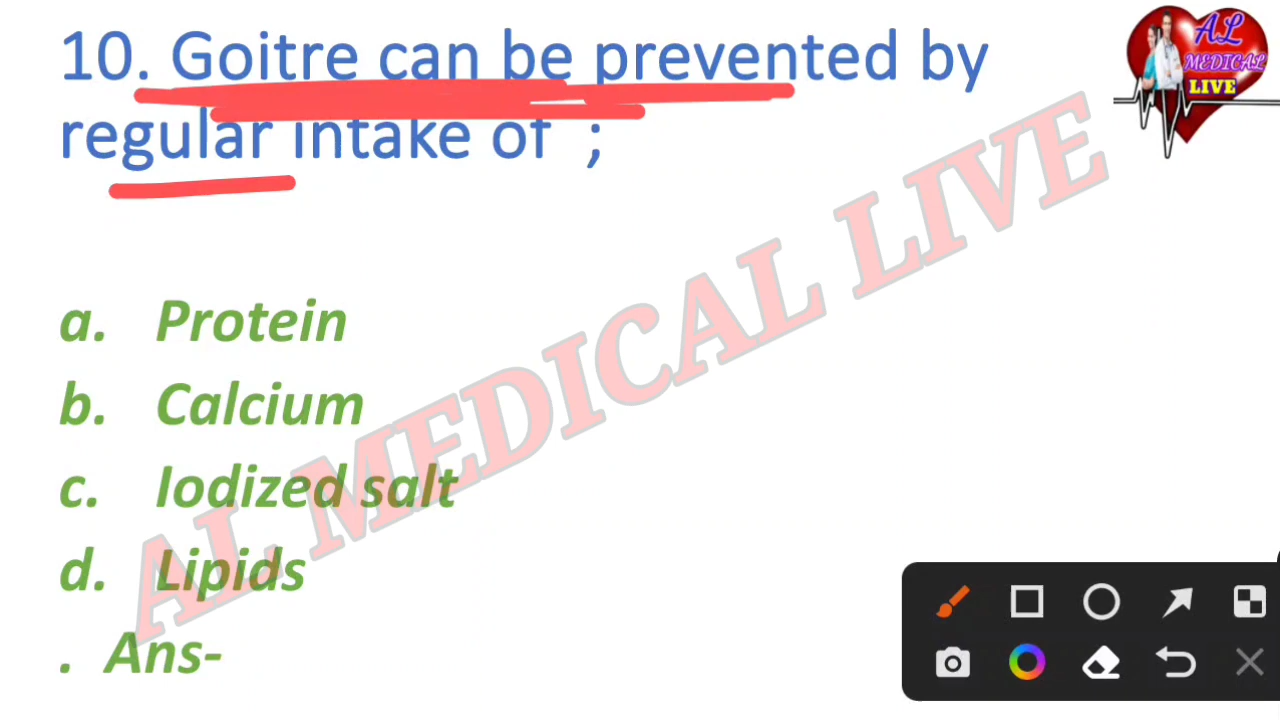 10. Goitre can be prevented by
regular intake of ;
a. Protein
b. Calcium
c. Iodized salt
d. Lipids
. Ans-
AL MEDICAL LIVE
AL
MEDICAL
LIVE